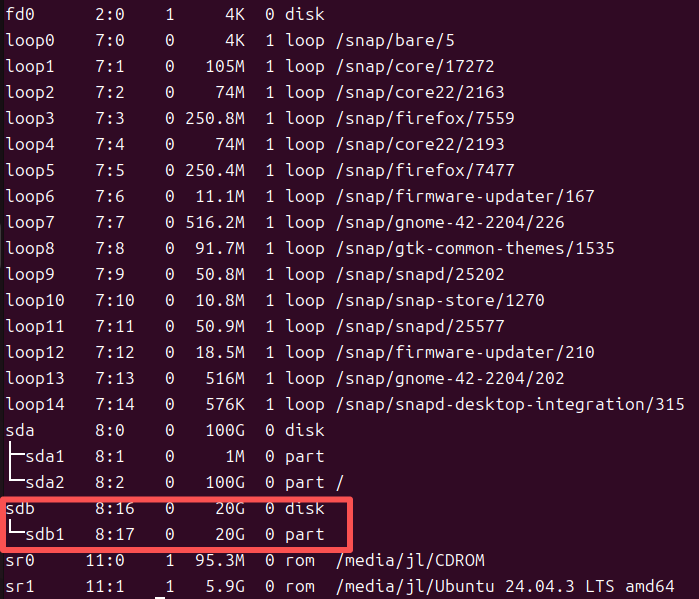 fd0      2:0    1     4K  0 disk
loop0    7:0    0     4K  1 loop /snap/bare/5
loop1    7:1    0   105M  1 loop /snap/core/17272
loop2    7:2    0    74M  1 loop /snap/core22/2163
loop3    7:3    0 250.8M  1 loop /snap/firefox/7559
loop4    7:4    0    74M  1 loop /snap/core22/2193
loop5    7:5    0 250.4M  1 loop /snap/firefox/7477
loop6    7:6    0  11.1M  1 loop /snap/firmware-updater/167
loop7    7:7    0 516.2M  1 loop /snap/gnome-42-2204/226
loop8    7:8    0  91.7M  1 loop /snap/gtk-common-themes/1535
loop9    7:9    0  50.8M  1 loop /snap/snapd/25202
loop10   7:10   0  10.8M  1 loop /snap/snap-store/1270
loop11   7:11   0  50.9M  1 loop /snap/snapd/25577
loop12   7:12   0  18.5M  1 loop /snap/firmware-updater/210
loop13   7:13   0   516M  1 loop /snap/gnome-42-2204/202
loop14   7:14   0   576K  1 loop /snap/snapd-desktop-integration/315
sda      8:0    0   100G  0 disk
├─sda1   8:1    0     1M  0 part
└─sda2   8:2    0   100G  0 part /
sdb      8:16   0    20G  0 disk
└─sdb1   8:17   0    20G  0 part
sr0     11:0    1  95.3M  0 rom  /media/jl/CDROM
sr1     11:1    1   5.9G  0 rom  /media/jl/Ubuntu 24.04.3 LTS amd64